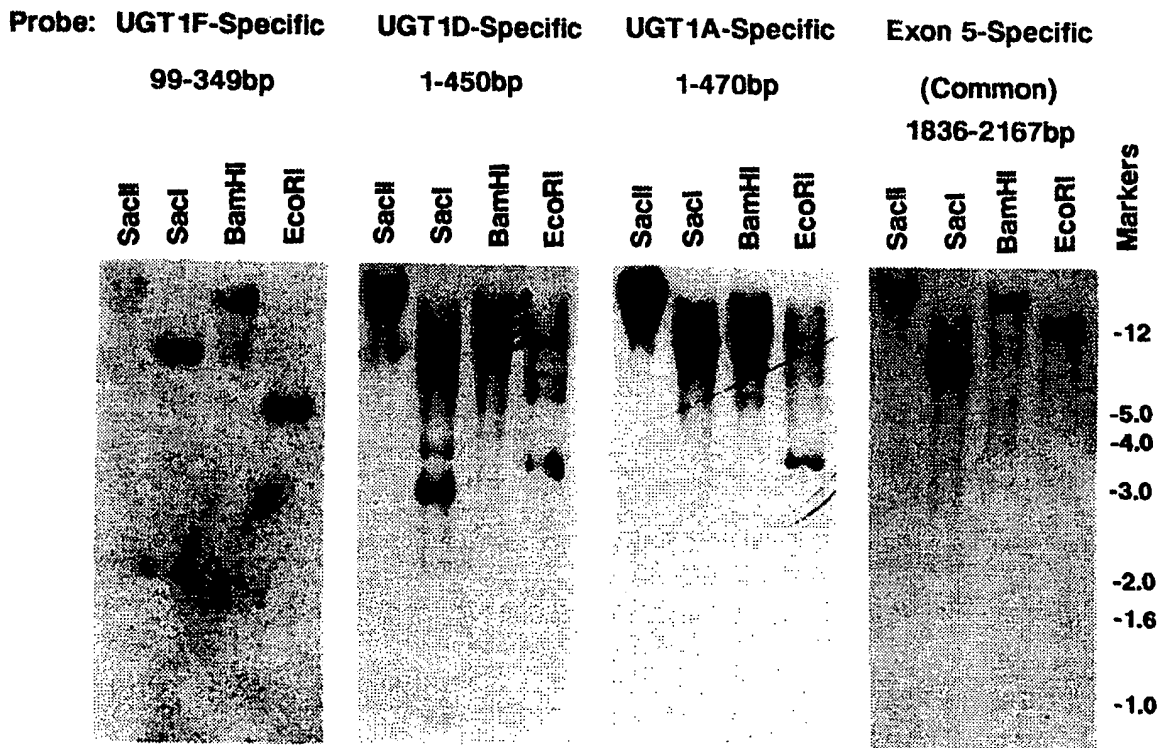 Probe: UGT1F-Specific UGT1D-Specific UGT1A-Specific Exon 5-Specific
99-349bp 1-450bp 1-470bp (Common)
1836-2167bp
SacII SacI BamHI EcoRI SacII SacI BamHI EcoRI SacII SacI BamHI EcoRI SacII SacI BamHI EcoRI Markers
-12
-5.0
-4.0
-3.0
-2.0
-1.6
-1.0